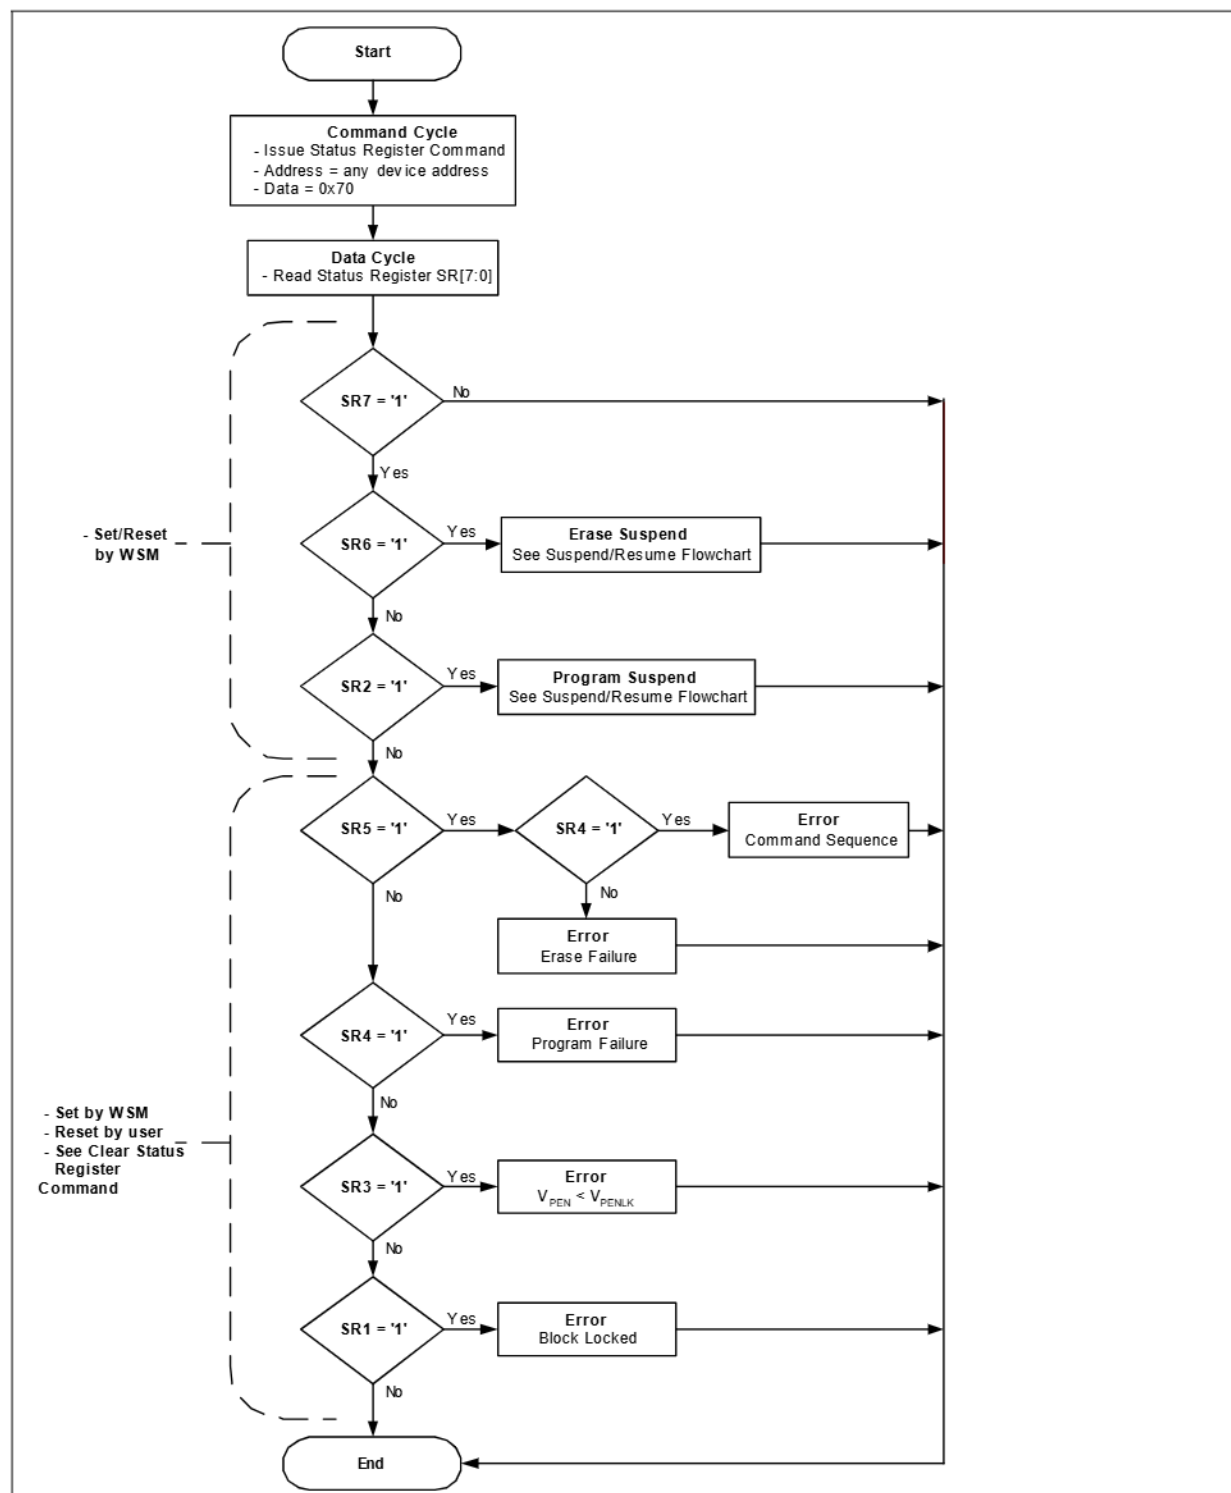 Start
Command Cycle
- Issue Status Register Command
- Address = any device address
- Data = 0x70
Data Cycle
- Read Status Register SR[7:0]
SR7 = '1'
No
Yes
- Set/Reset
by WSM
SR6 = '1'
Yes
Erase Suspend
See Suspend/Resume Flowchart
No
SR2 = '1'
Yes
Program Suspend
See Suspend/Resume Flowchart
No
SR5 = '1'
Yes
SR4 = '1'
Yes
Error
Command Sequence
No
No
Error
Erase Failure
SR4 = '1'
Yes
Error
Program Failure
No
- Set by WSM
- Reset by user
- See Clear Status
Register
Command
SR3 = '1'
Yes
Error
VPEN < VPENLK
No
SR1 = '1'
Yes
Error
Block Locked
No
End